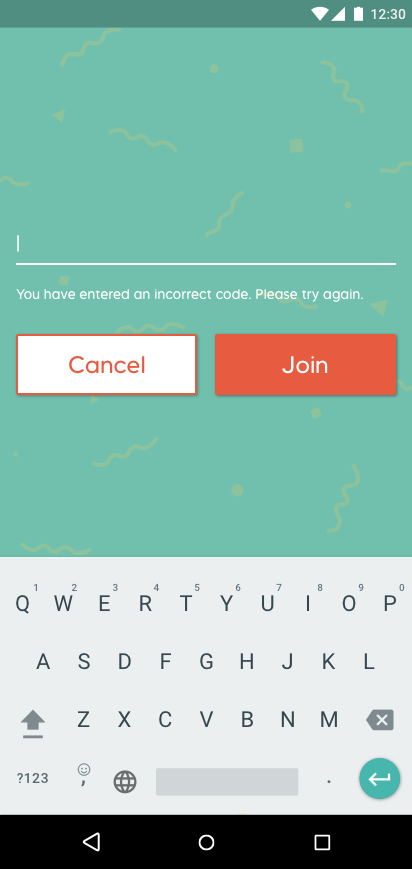 12:30
You have entered an incorrect code. Please try again.
Cancel Join
1 2 3 4 5 6 7 8 9 0
Q W E R T Y U I O P
A S D F G H J K L
Z X C V B N M
?123 , .